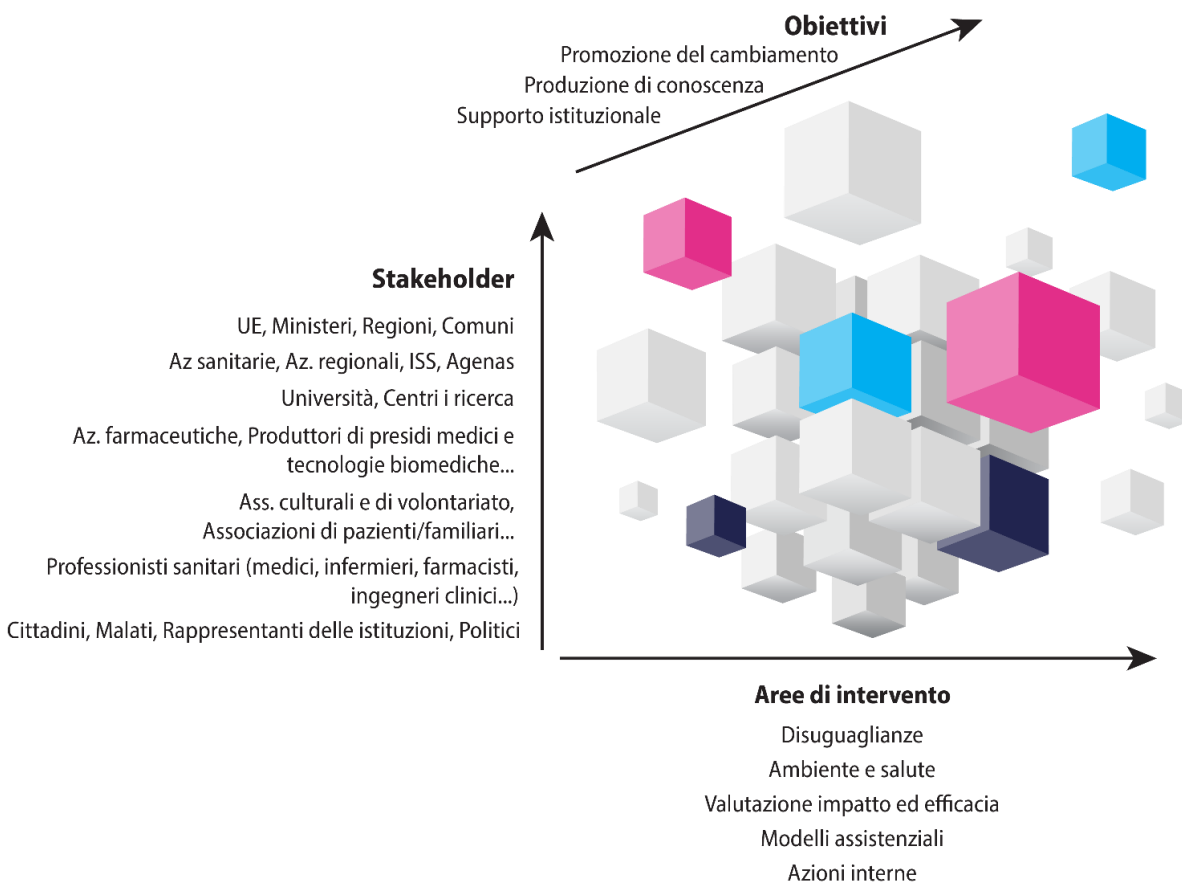 Obiettivi
Promozione del cambiamento
Produzione di conoscenza
Supporto istituzionale
Stakeholder
UE, Ministeri, Regioni, Comuni
Az sanitarie, Az. regionali, ISS, Agenas
Università, Centri i ricerca
Az. farmaceutiche, Produttori di presidi medici e
tecnologie biomediche...
Ass. culturali e di volontariato,
Associazioni di pazienti/familiari...
Professionisti sanitari (medici, infermieri, farmacisti,
ingegneri clinici...)
Cittadini, Malati, Rappresentanti delle istituzioni, Politici
Aree di intervento
Disuguaglianze
Ambiente e salute
Valutazione impatto ed efficacia
Modelli assistenziali
Azioni interne